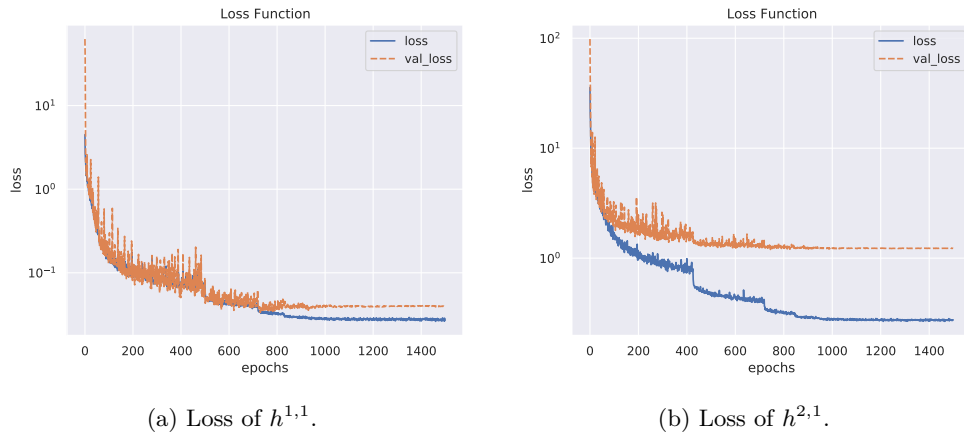 Loss Function
loss
val_loss
10^1
10^0
10^{-1}
loss
0 200 400 600 800 1000 1200 1400
epochs
(a) Loss of h^{1,1}.
Loss Function
loss
val_loss
10^2
10^1
10^0
loss
0 200 400 600 800 1000 1200 1400
epochs
(b) Loss of h^{2,1}.